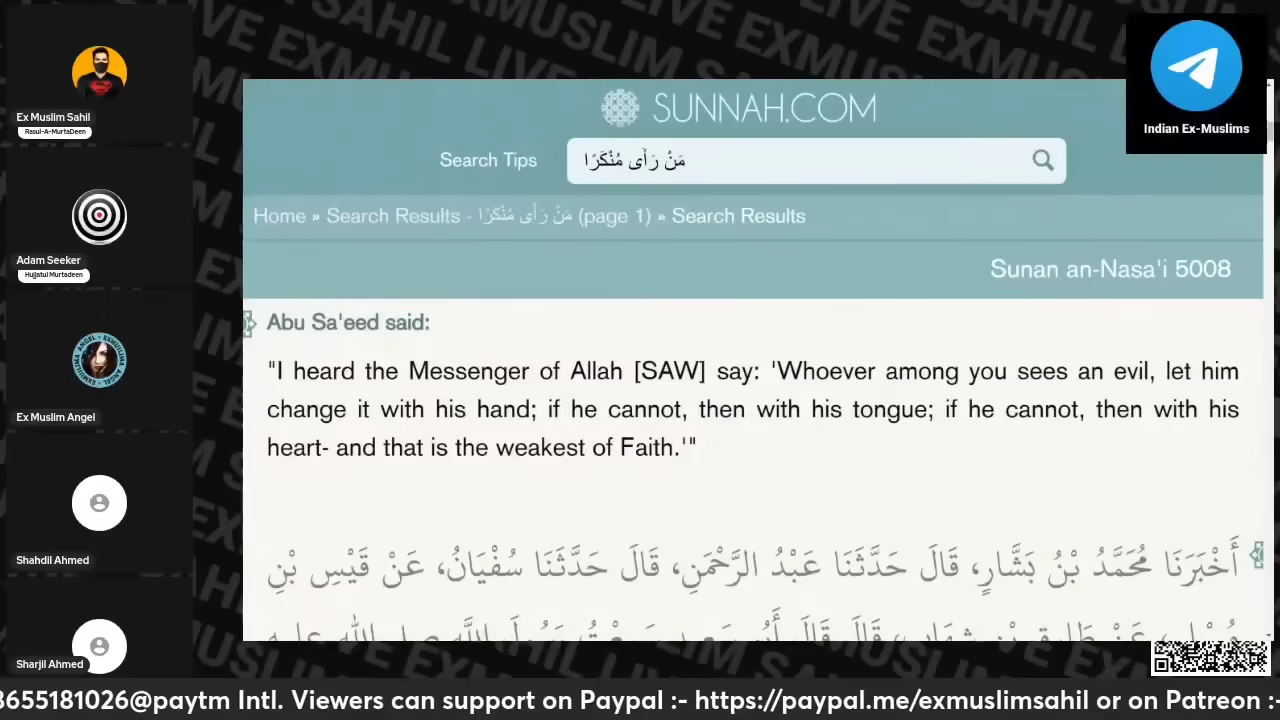 SUNNAH.COM
Search Tips
مَنْ رَأَى مُنْكَرًا
Home » Search Results - مَنْ رَأَى مُنْكَرًا (page 1) » Search Results
Sunan an-Nasa'i 5008
Abu Sa'eed said:
"I heard the Messenger of Allah [SAW] say: 'Whoever among you sees an evil, let him
change it with his hand; if he cannot, then with his tongue; if he cannot, then with his
heart- and that is the weakest of Faith.'"
أَخْبَرَنَا مُحَمَّدُ بْنُ بَشَّارٍ، قَالَ حَدَّثَنَا عَبْدُ الرَّحْمَنِ، قَالَ حَدَّثَنَا سُفْيَانُ، عَنْ قَيْسِ بْنِ
Indian Ex-Muslims
Ex Muslim Sahil
Rasul-A-MurtaDeen
Adam Seeker
Hujjatul Murtadeen
Ex Muslim Angel
Shahdil Ahmed
Sharjil Ahmed
8655181026@paytm Intl. Viewers can support on Paypal :- https://paypal.me/exmuslimsahil or on Patreon :